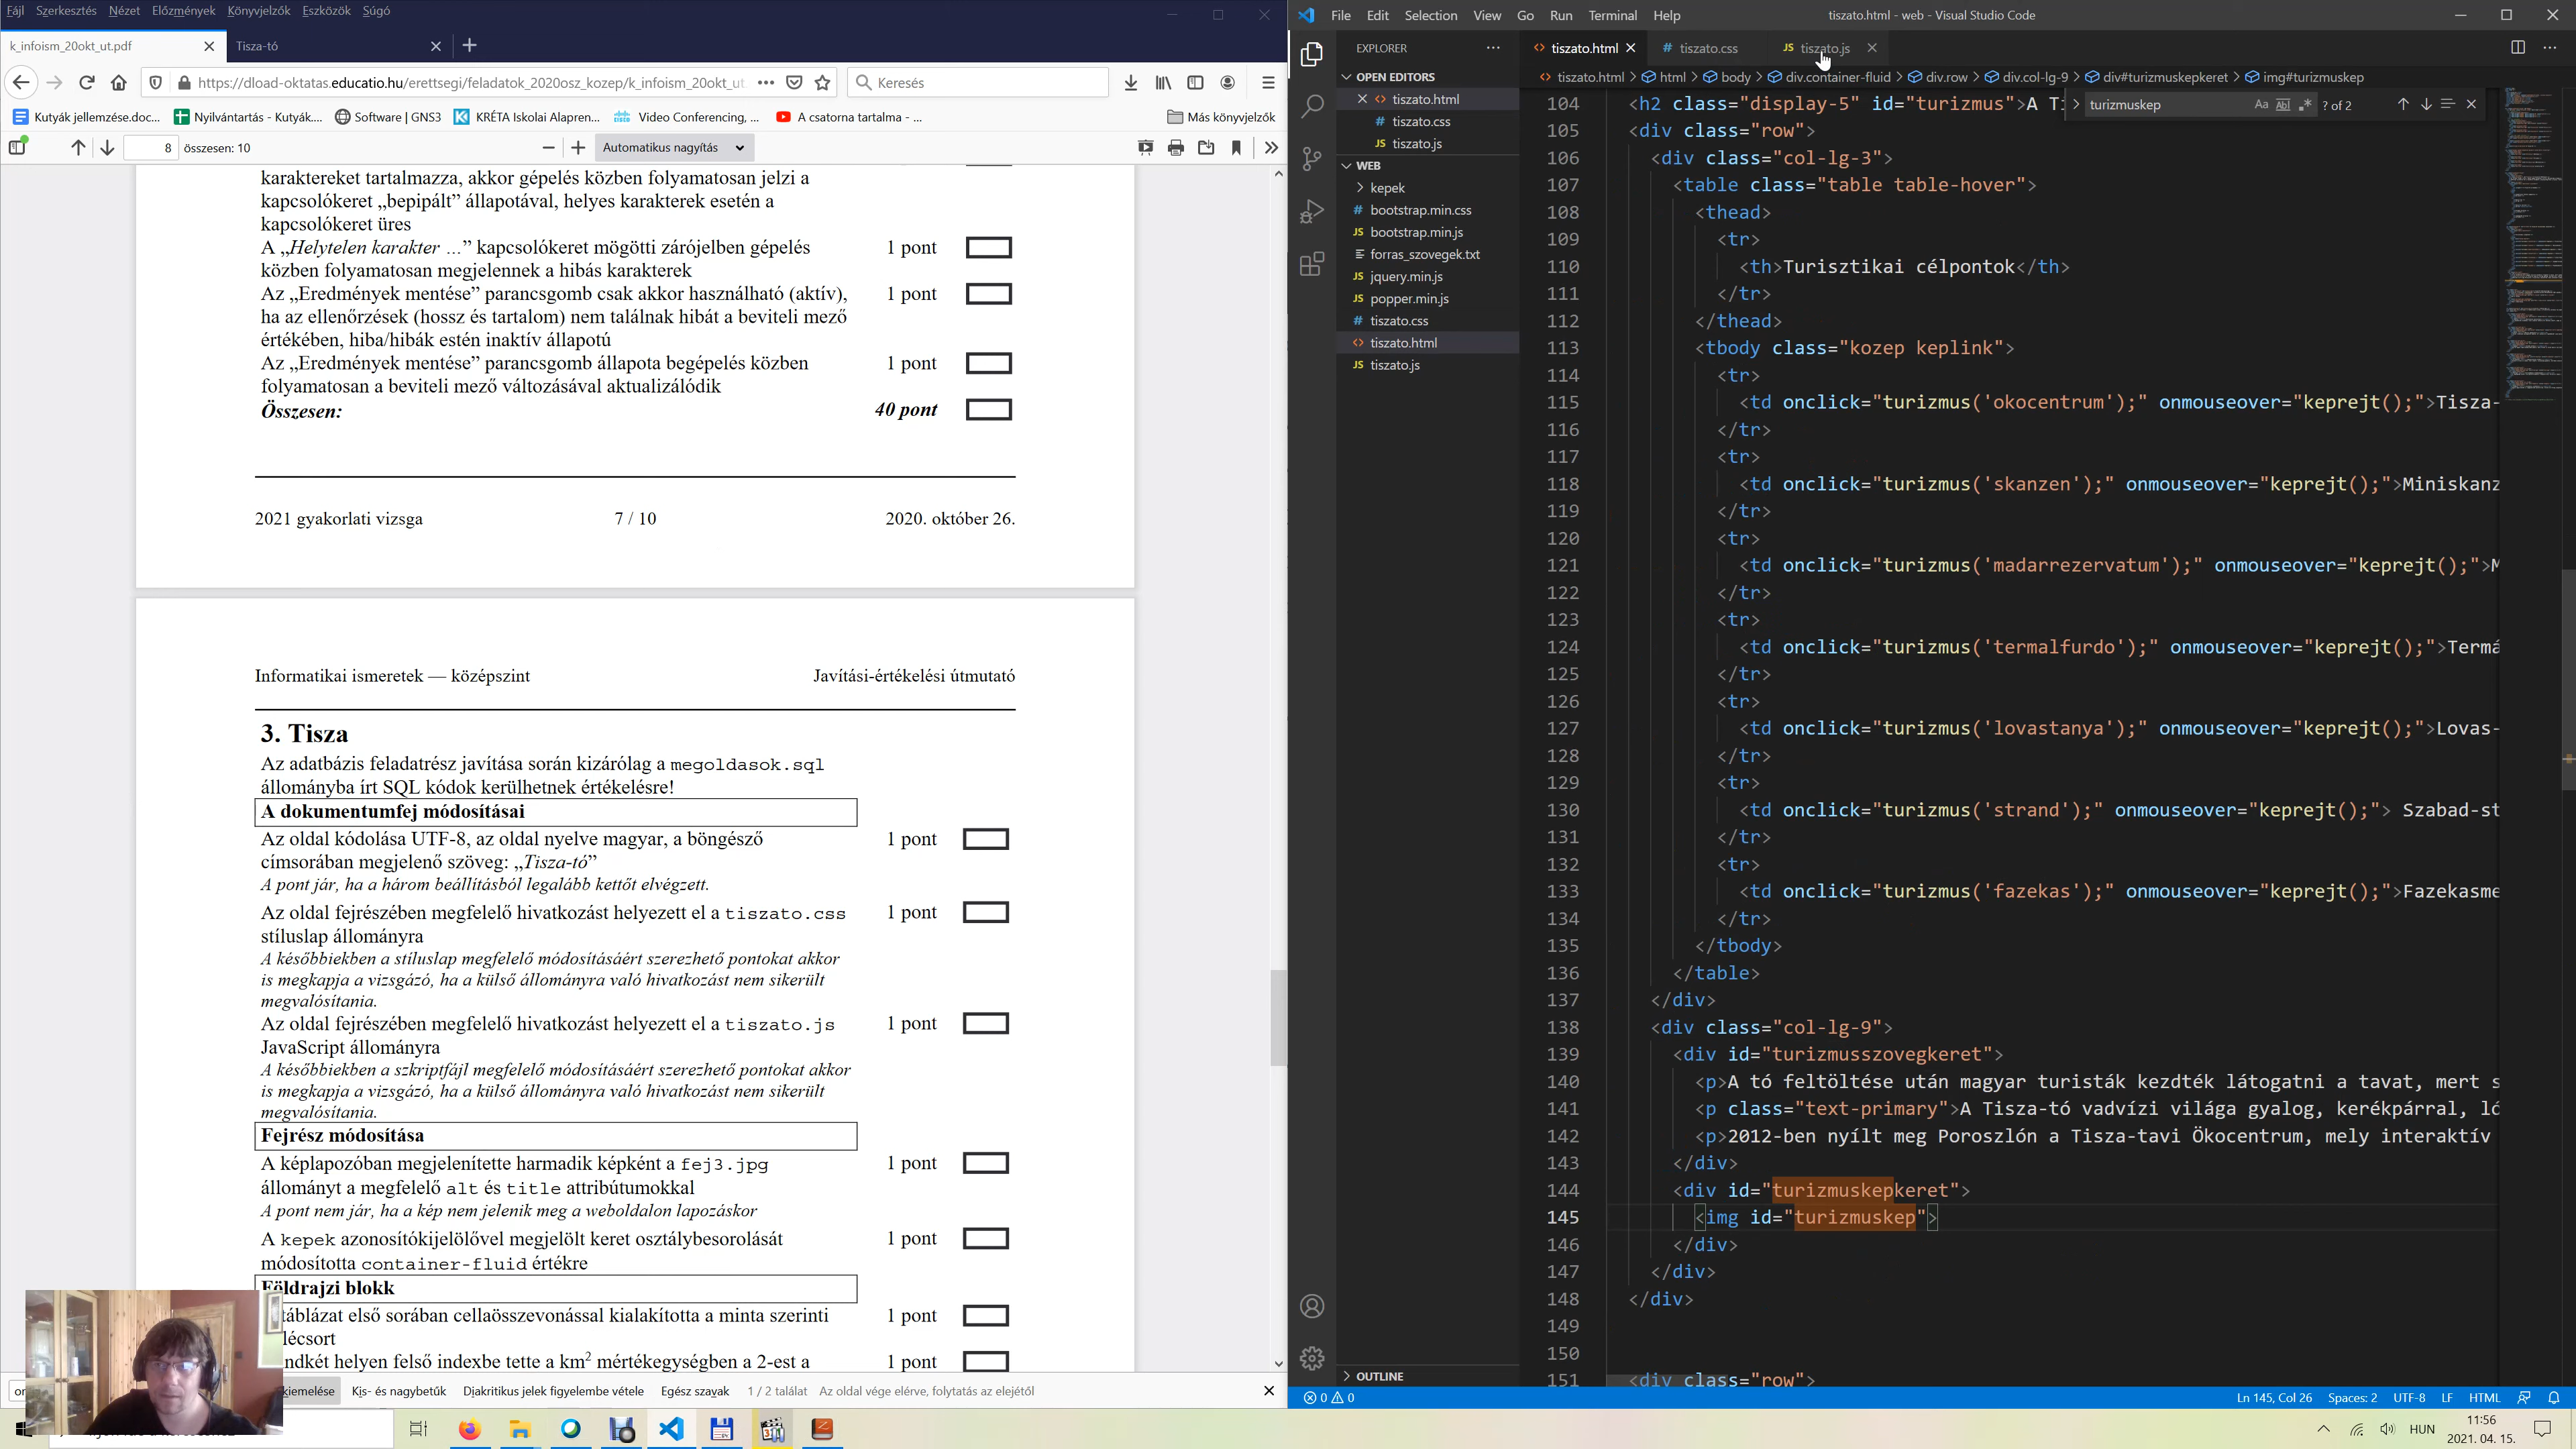 Fájl Szerkesztés Nézet Előzmények Könyvjelzők Eszközök Súgó
k_infoism_20okt_ut.pdf
Tisza-tó
https://dload-oktatas.educatio.hu/erettsegi/feladatok_2020osz_kozep/k_infoism_20okt_ut.
Keresés
Kutyák jellemzése.doc...
Nyilvántartás - Kutyák....
Software | GNS3
KRÉTA Iskolai Alapren...
Video Conferencing, ...
A csatorna tartalma - ...
Más könyvjelzők
8 összesen: 10
Automatikus nagyítás
karaktereket tartalmazza, akkor gépelés közben folyamatosan jelzi a
kapcsolókeret „bepipált” állapotával, helyes karakterek esetén a
kapcsolókeret üres
A „Helytelen karakter …” kapcsolókeret mögötti zárójelben gépelés 1 pont
közben folyamatosan megjelennek a hibás karakterek
Az „Eredmények mentése” parancsgomb csak akkor használható (aktív), 1 pont
ha az ellenőrzések (hossz és tartalom) nem találnak hibát a beviteli mező
értékében, hiba/hibák estén inaktív állapotú
Az „Eredmények mentése” parancsgomb állapota begépelés közben 1 pont
folyamatosan a beviteli mező változásával aktualizálódik
Összesen: 40 pont
2021 gyakorlati vizsga 7 / 10 2020. október 26.
Informatikai ismeretek — középszint Javítási-értékelési útmutató
3. Tisza
Az adatbázis feladatrész javítása során kizárólag a megoldasok.sql
állományba írt SQL kódok kerülhetnek értékelésre!
A dokumentumfej módosításai
Az oldal kódolása UTF-8, az oldal nyelve magyar, a böngésző 1 pont
címsorában megjelenő szöveg: „Tisza-tó”
A pont jár, ha a három beállításból legalább kettőt elvégzett.
Az oldal fejrészében megfelelő hivatkozást helyezett el a tiszato.css 1 pont
stíluslap állományra
A későbbiekben a stíluslap megfelelő módosításáért szerezhető pontokat akkor
is megkapja a vizsgázó, ha a külső állományra való hivatkozást nem sikerült
megvalósítania.
Az oldal fejrészében megfelelő hivatkozást helyezett el a tiszato.js 1 pont
JavaScript állományra
A későbbiekben a szkriptfájl megfelelő módosításáért szerezhető pontokat akkor
is megkapja a vizsgázó, ha a külső állományra való hivatkozást nem sikerült
megvalósítania.
Fejrész módosítása
A képlapozóban megjelenítette harmadik képként a fej3.jpg 1 pont
állományt a megfelelő alt és title attribútumokkal
A pont nem jár, ha a kép nem jelenik meg a weboldalon lapozáskor
A kepek azonosítókijelölővel megjelölt keret osztálybesorolását 1 pont
módosította container-fluid értékre
Földrajzi blokk
táblázat első sorában cellaösszevonással kialakította a minta szerinti 1 pont
lécsort
ndkét helyen felső indexbe tette a km2 mértékegységben a 2-est a 1 pont
kiemelése Kis- és nagybetűk Diakritikus jelek figyelembe vétele Egész szavak 1 / 2 találat Az oldal vége elérve, folytatás az elejétől
File Edit Selection View Go Run Terminal Help
tiszato.html - web - Visual Studio Code
EXPLORER
OPEN EDITORS
tiszato.html
tiszato.css
tiszato.js
WEB
kepek
bootstrap.min.css
bootstrap.min.js
forras_szovegek.txt
jquery.min.js
popper.min.js
tiszato.css
tiszato.html
tiszato.js
OUTLINE
tiszato.html tiszato.css tiszato.js
tiszato.html > html > body > div.container-fluid > div.row > div.col-lg-9 > div#turizmuskepkeret > img#turizmuskep
turizmuskep Aa Abl .* ? of 2
104 <h2 class="display-5" id="turizmus">A Ti
105 <div class="row">
106 <div class="col-lg-3">
107 <table class="table table-hover">
108 <thead>
109 <tr>
110 <th>Turisztikai célpontok</th>
111 </tr>
112 </thead>
113 <tbody class="kozep keplink">
114 <tr>
115 <td onclick="turizmus('okocentrum');" onmouseover="keprejt();">Tisza-
116 </tr>
117 <tr>
118 <td onclick="turizmus('skanzen');" onmouseover="keprejt();">Miniskanz
119 </tr>
120 <tr>
121 <td onclick="turizmus('madarrezervatum');" onmouseover="keprejt();">M
122 </tr>
123 <tr>
124 <td onclick="turizmus('termalfurdo');" onmouseover="keprejt();">Termá
125 </tr>
126 <tr>
127 <td onclick="turizmus('lovastanya');" onmouseover="keprejt();">Lovas-
128 </tr>
129 <tr>
130 <td onclick="turizmus('strand');" onmouseover="keprejt();"> Szabad-st
131 </tr>
132 <tr>
133 <td onclick="turizmus('fazekas');" onmouseover="keprejt();">Fazekasme
134 </tr>
135 </tbody>
136 </table>
137 </div>
138 <div class="col-lg-9">
139 <div id="turizmusszovegkeret">
140 <p>A tó feltöltése után magyar turisták kezdték látogatni a tavat, mert s
141 <p class="text-primary">A Tisza-tó vadvízi világa gyalog, kerékpárral, ló
142 <p>2012-ben nyílt meg Poroszlón a Tisza-tavi Ökocentrum, mely interaktív
143 </div>
144 <div id="turizmuskepkeret">
145 <img id="turizmuskep">
146 </div>
147 </div>
148 </div>
149
150
151 <div class="row">
0 0 Ln 145, Col 26 Spaces: 2 UTF-8 LF HTML
HUN 11:56
2021. 04. 15.